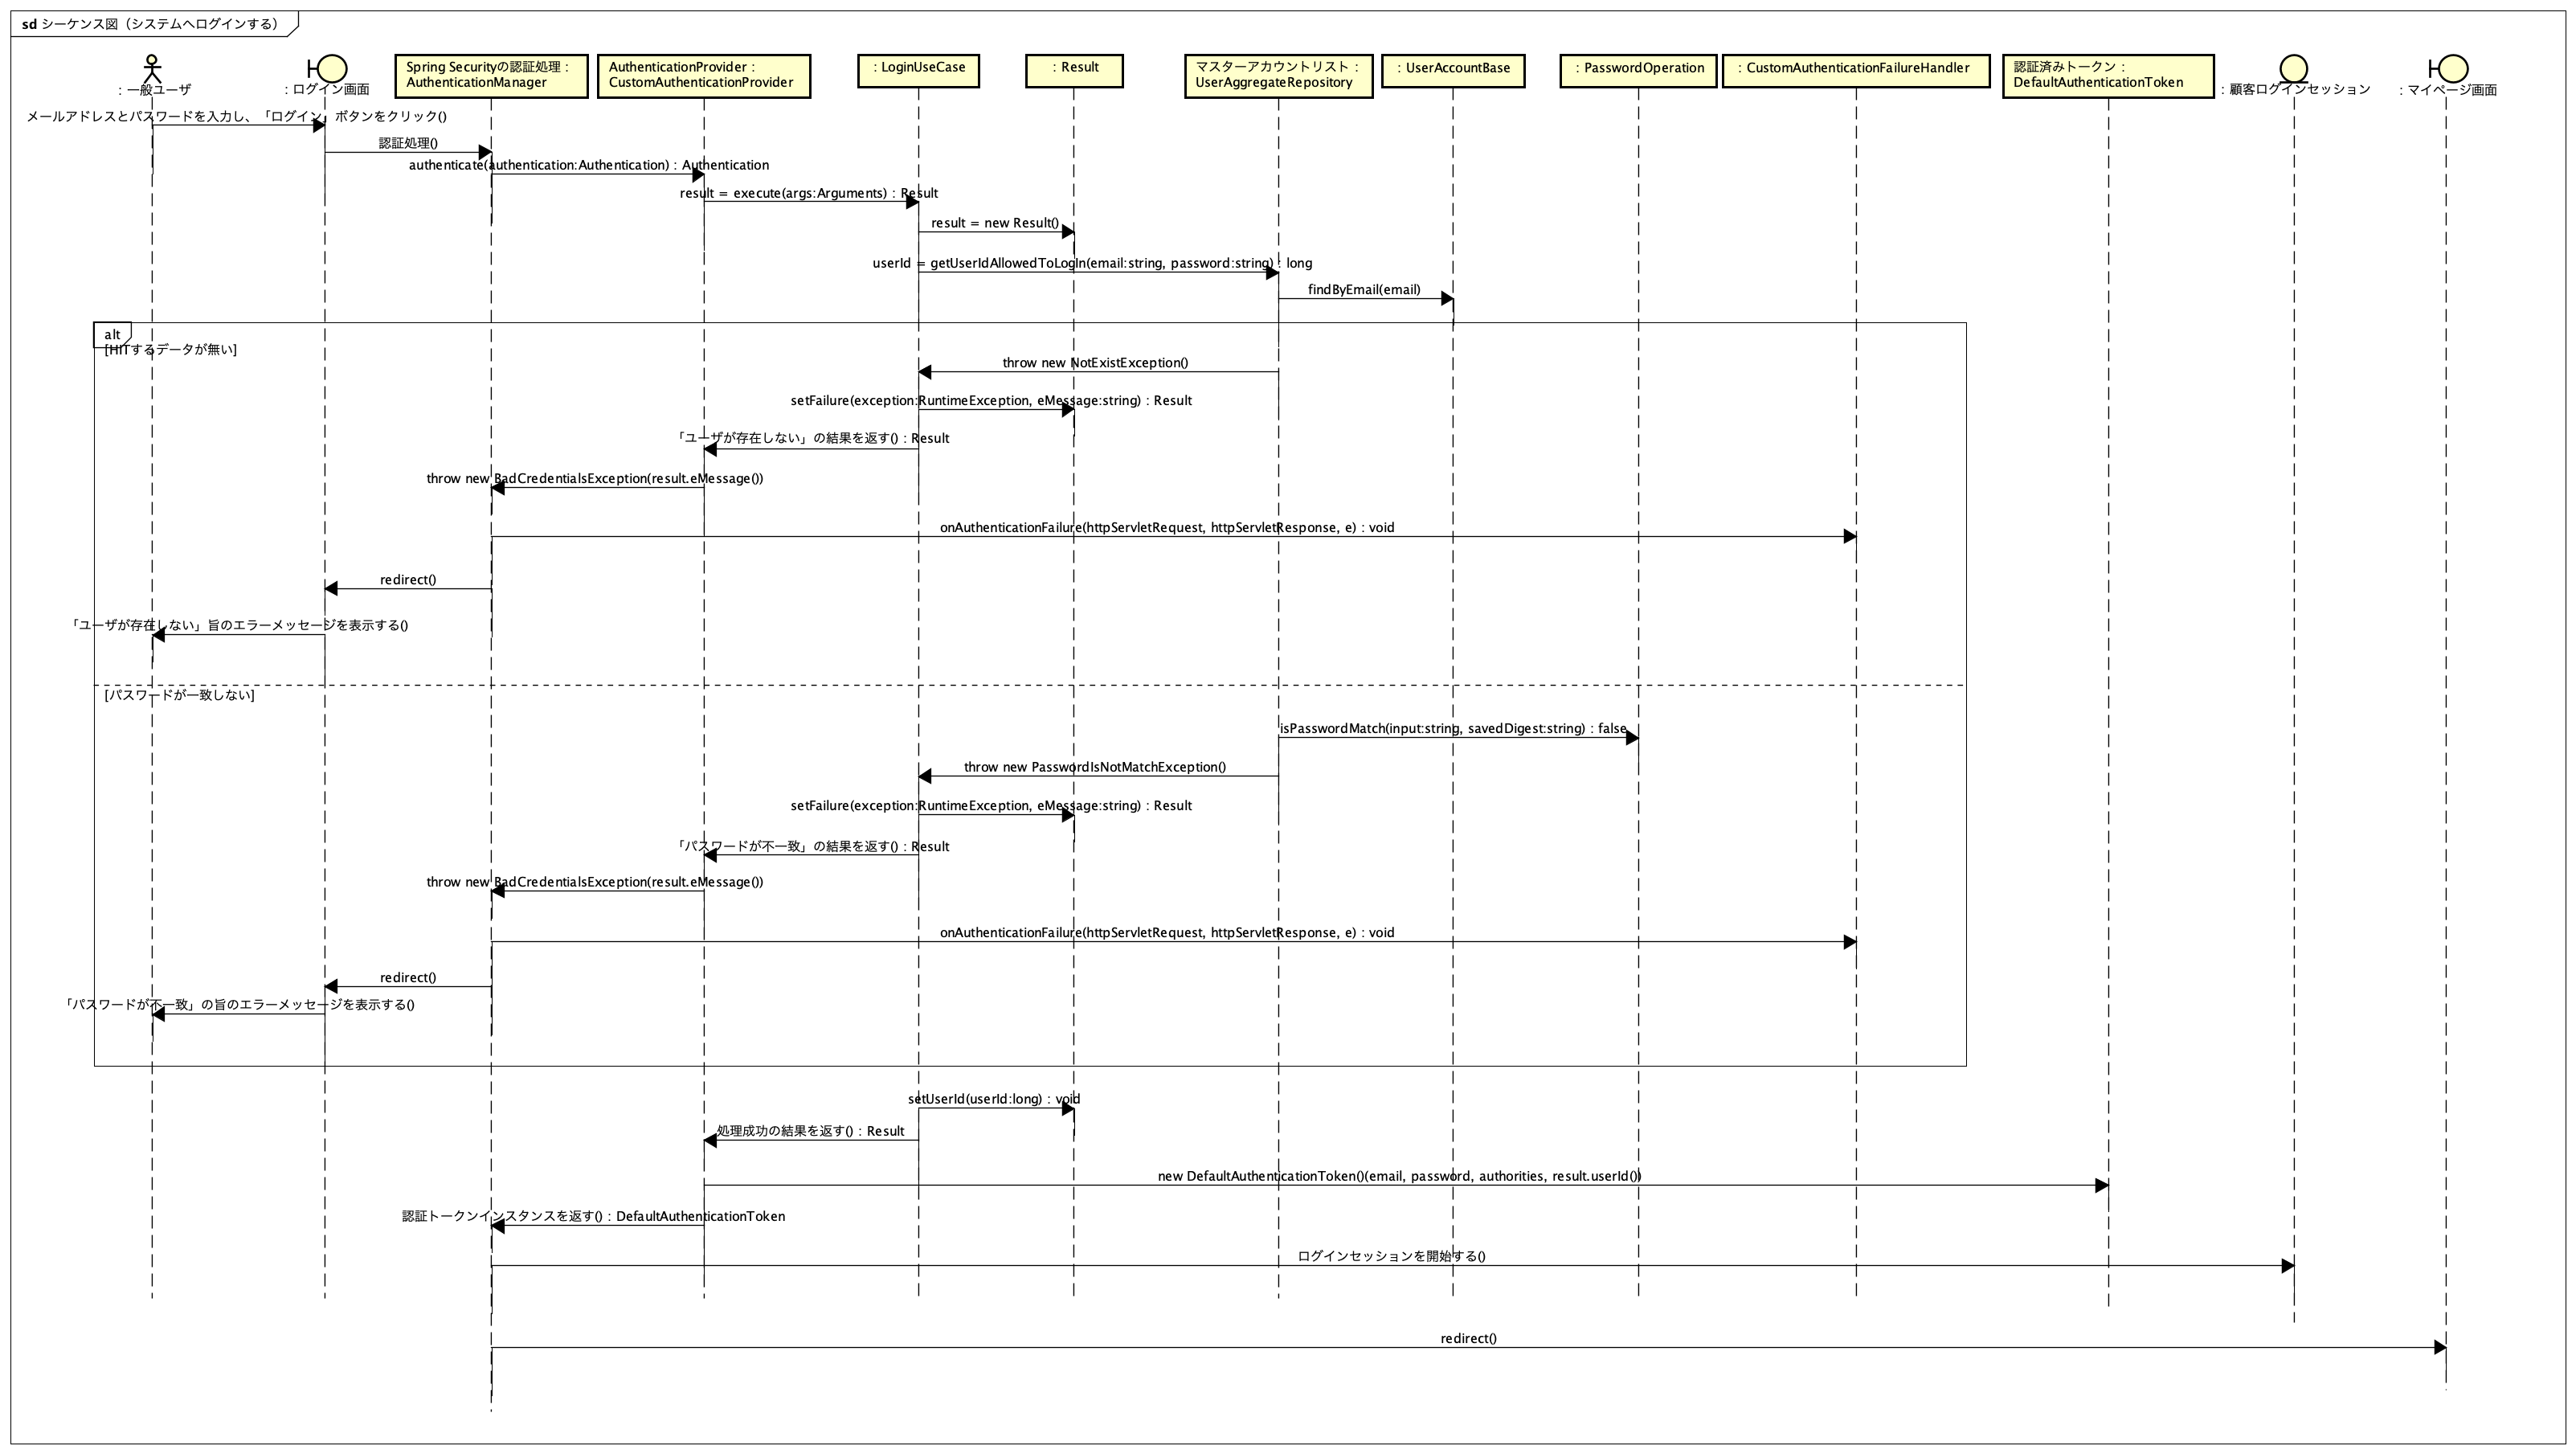 sd シーケンス図（システムへログインする）
: 一般ユーザ
: ログイン画面
Spring Securityの認証処理 :
AuthenticationManager
AuthenticationProvider :
CustomAuthenticationProvider
: LoginUseCase
: Result
マスターアカウントリスト :
UserAggregateRepository
: UserAccountBase
: PasswordOperation
: CustomAuthenticationFailureHandler
認証済みトークン :
DefaultAuthenticationToken
: 顧客ログインセッション
: マイページ画面
メールアドレスとパスワードを入力し、「ログイン」ボタンをクリック()
認証処理()
authenticate(authentication:Authentication) : Authentication
result = execute(args:Arguments) : Result
result = new Result()
userId = getUserIdAllowedToLogIn(email:string, password:string) : long
findByEmail(email)
alt
[HITするデータが無い]
throw new NotExistException()
setFailure(exception:RuntimeException, eMessage:string) : Result
「ユーザが存在しない」の結果を返す() : Result
throw new BadCredentialsException(result.eMessage())
onAuthenticationFailure(httpServletRequest, httpServletResponse, e) : void
redirect()
「ユーザが存在しない」旨のエラーメッセージを表示する()
[パスワードが一致しない]
isPasswordMatch(input:string, savedDigest:string) : false
throw new PasswordIsNotMatchException()
setFailure(exception:RuntimeException, eMessage:string) : Result
「パスワードが不一致」の結果を返す() : Result
throw new BadCredentialsException(result.eMessage())
onAuthenticationFailure(httpServletRequest, httpServletResponse, e) : void
redirect()
「パスワードが不一致」の旨のエラーメッセージを表示する()
setUserId(userId:long) : void
処理成功の結果を返す() : Result
new DefaultAuthenticationToken()(email, password, authorities, result.userId())
認証トークンインスタンスを返す() : DefaultAuthenticationToken
ログインセッションを開始する()
redirect()